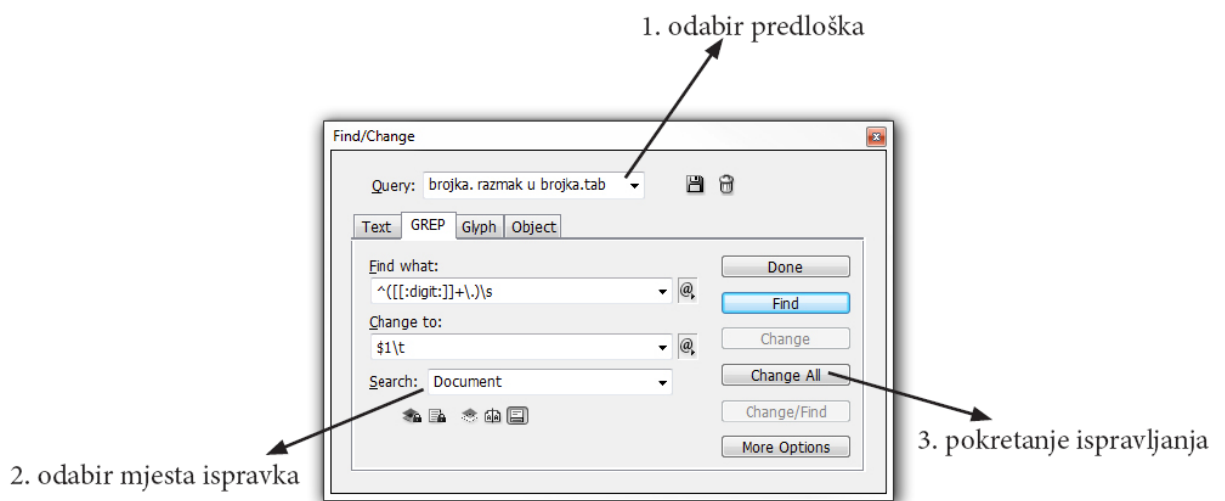 1. odabir predloška
Find/Change
Query: brojka. razmak u brojka.tab
Text GREP Glyph Object
Find what:
^([[:digit:]]+\.)\s
Done
Find
Change to:
$1\t
Change
Search: Document
Change All
Change/Find
More Options
2. odabir mjesta ispravka
3. pokretanje ispravljanja